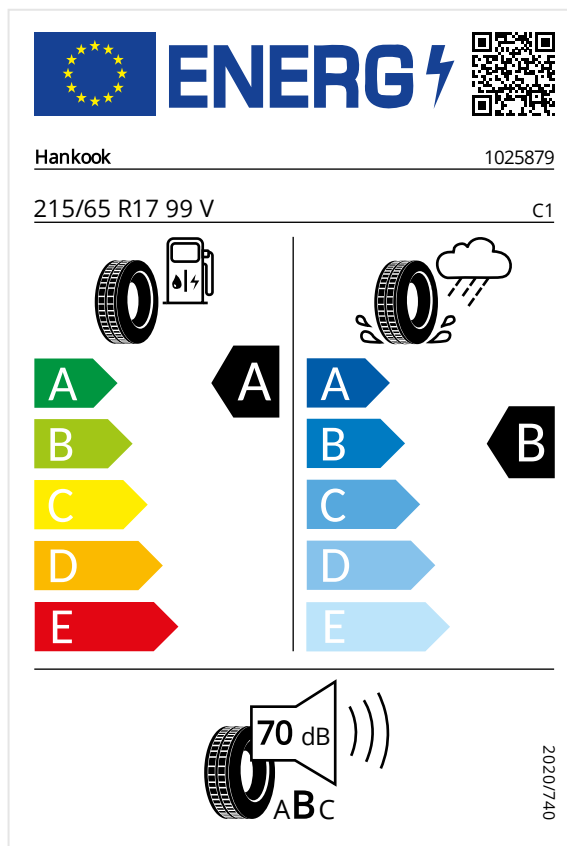 ENERG
Hankook 1025879
215/65 R17 99 V C1
A A A
B B B
C C
D D
E E
70 dB
ABC
2020/740